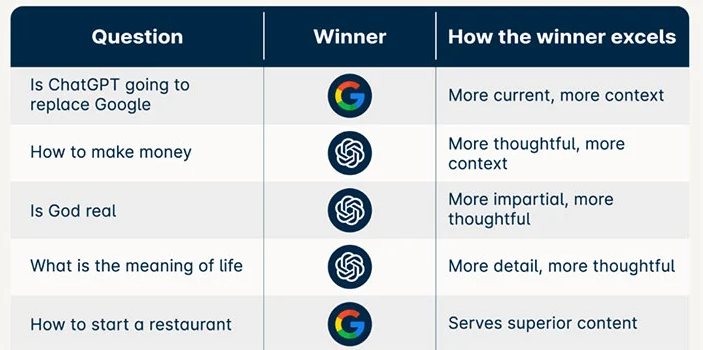 Question
Winner
How the winner excels
Is ChatGPT going to
replace Google
More current, more context
How to make money
More thoughtful, more
context
Is God real
More impartial, more
thoughtful
What is the meaning of life
More detail, more thoughtful
How to start a restaurant
Serves superior content